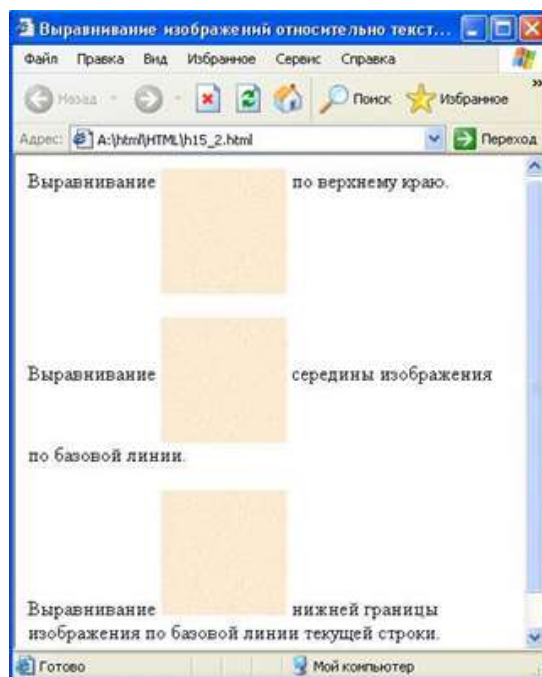 Выравнивание изображений относительно текст...
Файл Правка Вид Избранное Сервис Справка
Назад Поиск Избранное »
Адрес: A:\html\HTML\h15_2.html Переход
Выравнивание по верхнему краю.
Выравнивание середины изображения
по базовой линии.
Выравнивание нижней границы
изображения по базовой линии текущей строки.
Готово Мой компьютер